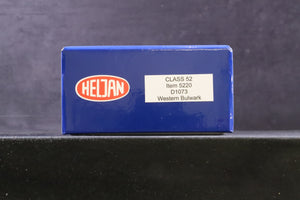 HELJAN
CLASS 52
Item 5220
D1073
Western Bulwark